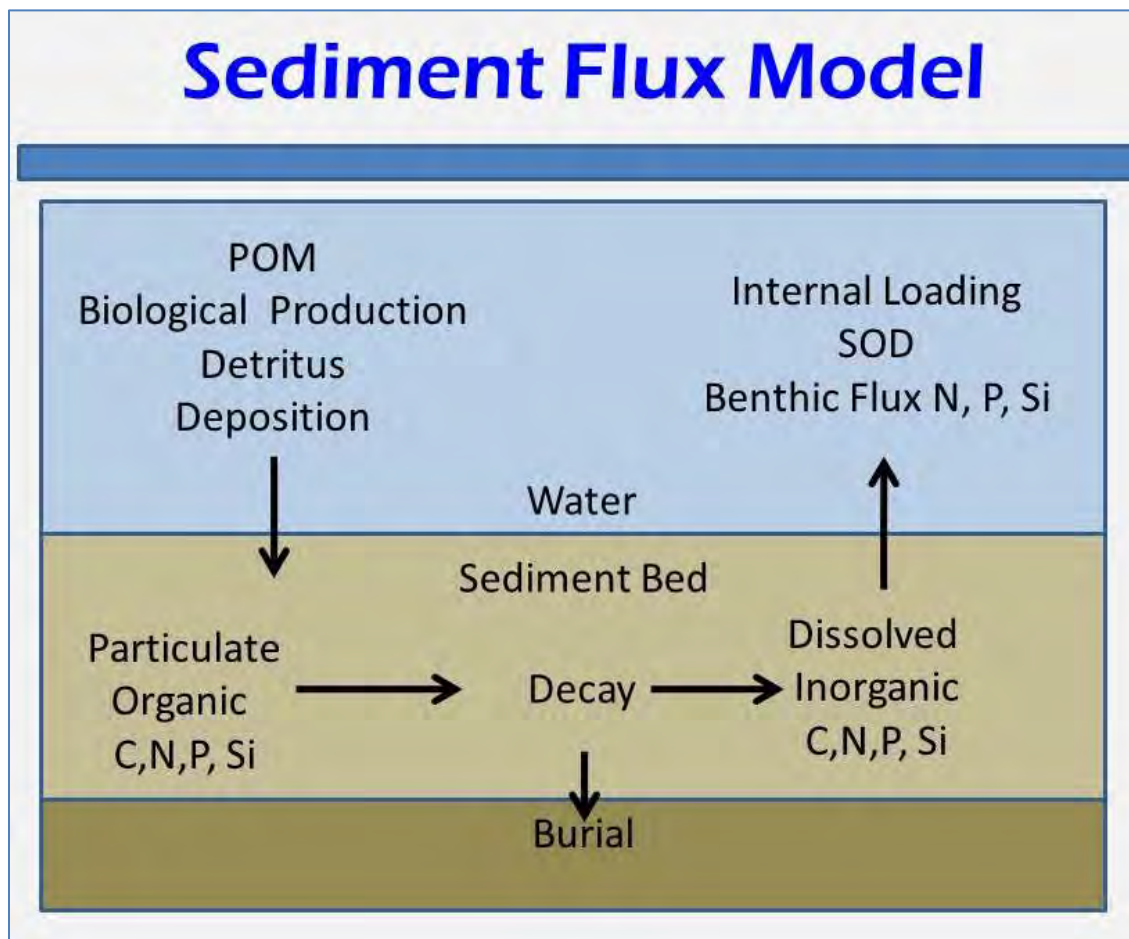 Sediment Flux Model
POM
Biological Production
Detritus
Deposition
Internal Loading
SOD
Benthic Flux N, P, Si
Water
Sediment Bed
Particulate
Organic
C,N,P, Si
Decay
Dissolved
Inorganic
C,N,P, Si
Burial